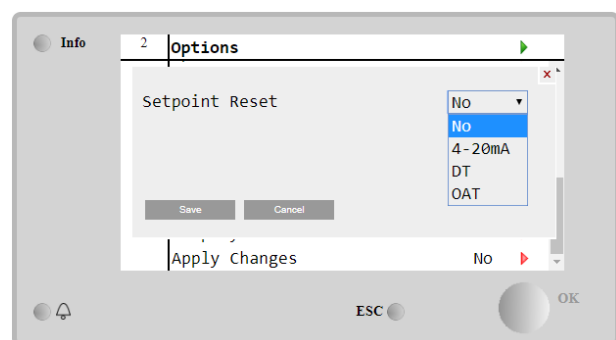 Info
2 Options
x
Setpoint Reset No
No
4-20mA
DT
OAT
Save Cancel
Apply Changes No
ESC
OK